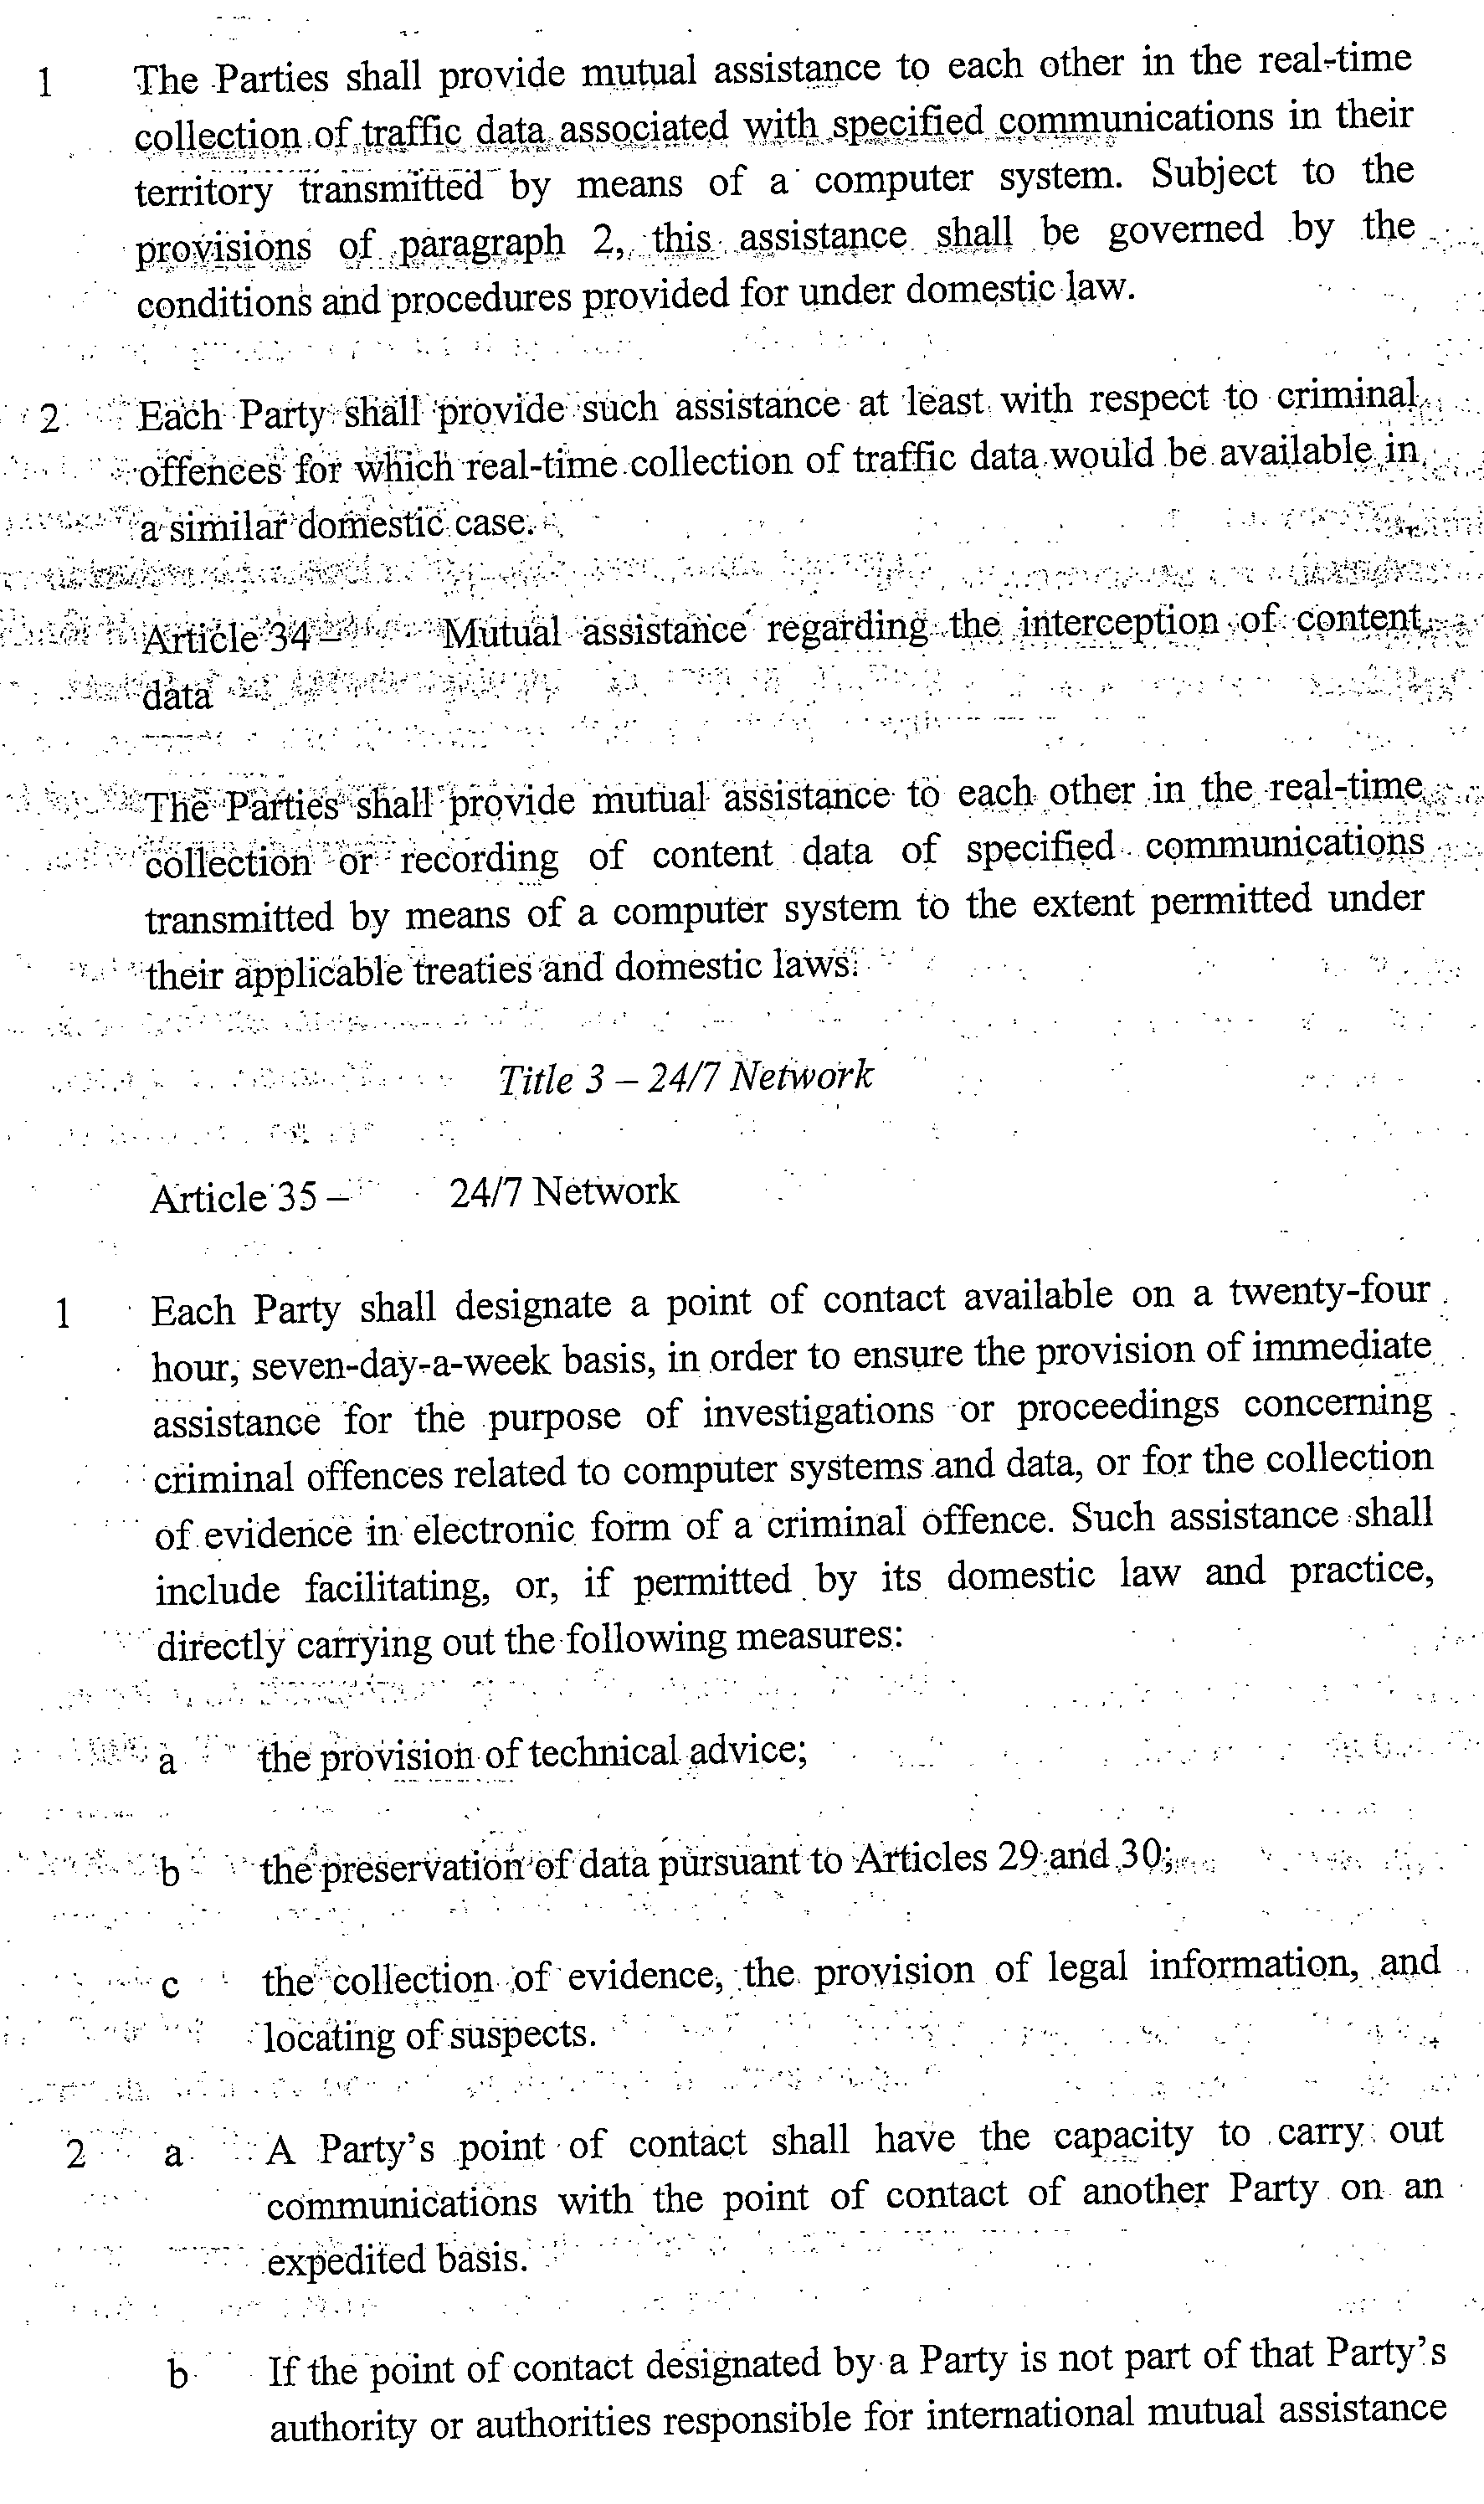 1 The Parties shall provide mutual assistance to each other in the real-time
collection of traffic data associated with specified communications in their
territory transmitted by means of a computer system. Subject to the
provisions of paragraph 2, this assistance shall be governed by the
conditions and procedures provided for under domestic law.
2 Each Party shall provide such assistance at least with respect to criminal
offences for which real-time collection of traffic data would be available in
a similar domestic case.
Article 34 – Mutual assistance regarding the interception of content
data
The Parties shall provide mutual assistance to each other in the real-time
collection or recording of content data of specified communications
transmitted by means of a computer system to the extent permitted under
their applicable treaties and domestic laws.
Title 3 – 24/7 Network
Article 35 – 24/7 Network
1 Each Party shall designate a point of contact available on a twenty-four
hour, seven-day-a-week basis, in order to ensure the provision of immediate
assistance for the purpose of investigations or proceedings concerning
criminal offences related to computer systems and data, or for the collection
of evidence in electronic form of a criminal offence. Such assistance shall
include facilitating, or, if permitted by its domestic law and practice,
directly carrying out the following measures:
a the provision of technical advice;
b the preservation of data pursuant to Articles 29 and 30;
c the collection of evidence, the provision of legal information, and
locating of suspects.
2 a A Party's point of contact shall have the capacity to carry out
communications with the point of contact of another Party on an
expedited basis.
b If the point of contact designated by a Party is not part of that Party's
authority or authorities responsible for international mutual assistance